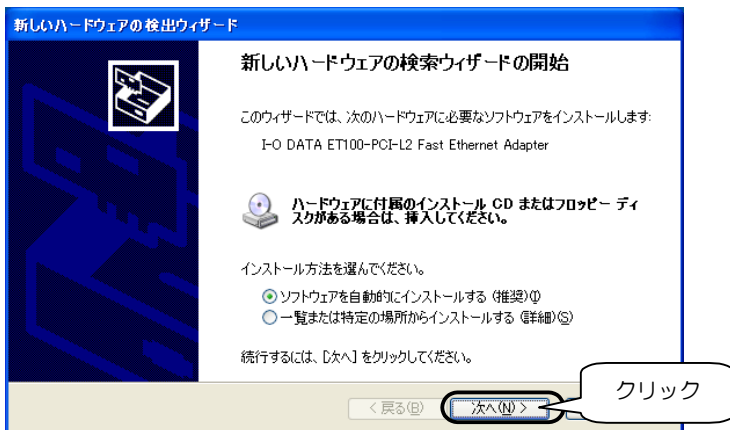 新しいハードウェアの検出ウィザード
新しいハードウェアの検索ウィザードの開始
このウィザードでは、次のハードウェアに必要なソフトウェアをインストールします:
I-O DATA ET100-PCI-L2 Fast Ethernet Adapter
ハードウェアに付属のインストール CD またはフロッピー ディ
スクがある場合は、挿入してください。
インストール方法を選んでください。
ソフトウェアを自動的にインストールする (推奨)(I)
一覧または特定の場所からインストールする (詳細)(S)
続行するには、[次へ] をクリックしてください。
< 戻る(B)
次へ(N) >
クリック